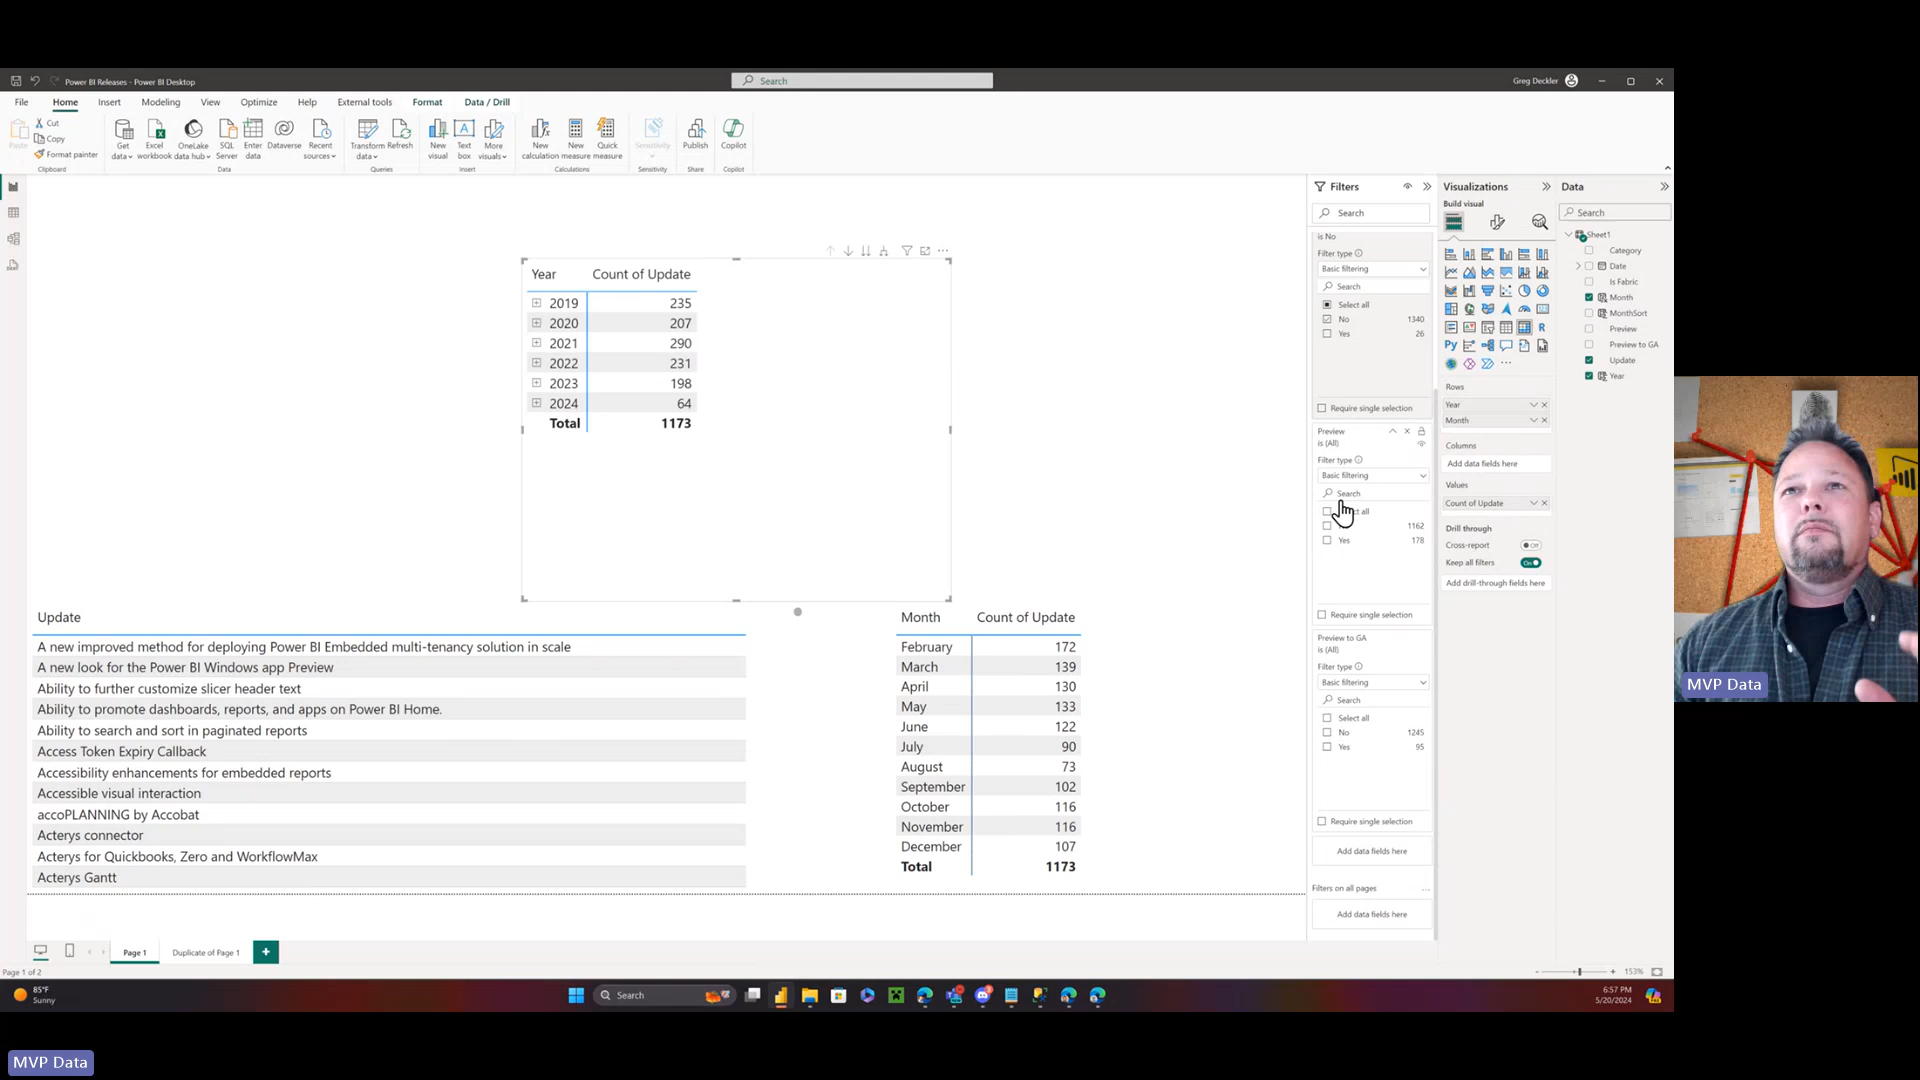 Power BI Releases - Power BI Desktop
Search
Greg Deckler
File Home Insert Modeling View Optimize Help External tools Format Data / Drill
Paste
Cut
Copy
Format painter
Get data
Excel workbook
OneLake data hub
SQL Server
Enter data
Dataverse
Recent sources
Transform data
Refresh
New visual
Text box
More visuals
New calculation
New measure
Quick measure
Sensitivity
Publish
Copilot
Clipboard
Data
Queries
Insert
Calculations
Sensitivity
Share
Copilot
Year Count of Update
2019 235
2020 207
2021 290
2022 231
2023 198
2024 64
Total 1173
Update
A new improved method for deploying Power BI Embedded multi-tenancy solution in scale
A new look for the Power BI Windows app Preview
Ability to further customize slicer header text
Ability to promote dashboards, reports, and apps on Power BI Home.
Ability to search and sort in paginated reports
Access Token Expiry Callback
Accessibility enhancements for embedded reports
Accessible visual interaction
accoPLANNING by Accobat
Acterys connector
Acterys for Quickbooks, Zero and WorkflowMax
Acterys Gantt
Month Count of Update
February 172
March 139
April 130
May 133
June 122
July 90
August 73
September 102
October 116
November 116
December 107
Total 1173
Filters
Search
is No
Filter type
Basic filtering
Search
Select all
No 1340
Yes 26
Require single selection
Preview
is (All)
Filter type
Basic filtering
Search
1162
Yes 178
Require single selection
Preview to GA
is (All)
Filter type
Basic filtering
Search
Select all
No 1245
Yes 95
Require single selection
Add data fields here
Filters on all pages
Add data fields here
Visualizations
Build visual
R
Py
Rows
Year
Month
Columns
Add data fields here
Values
Count of Update
Drill through
Cross-report Off
Keep all filters On
Add drill-through fields here
Data
Search
Sheet1
Category
Date
Is Fabric
Month
MonthSort
Preview
Preview to GA
Update
Year
MVP Data
Page 1
Duplicate of Page 1
Page 1 of 2
153%
85°F
Sunny
Search
6:57 PM
5/20/2024
MVP Data